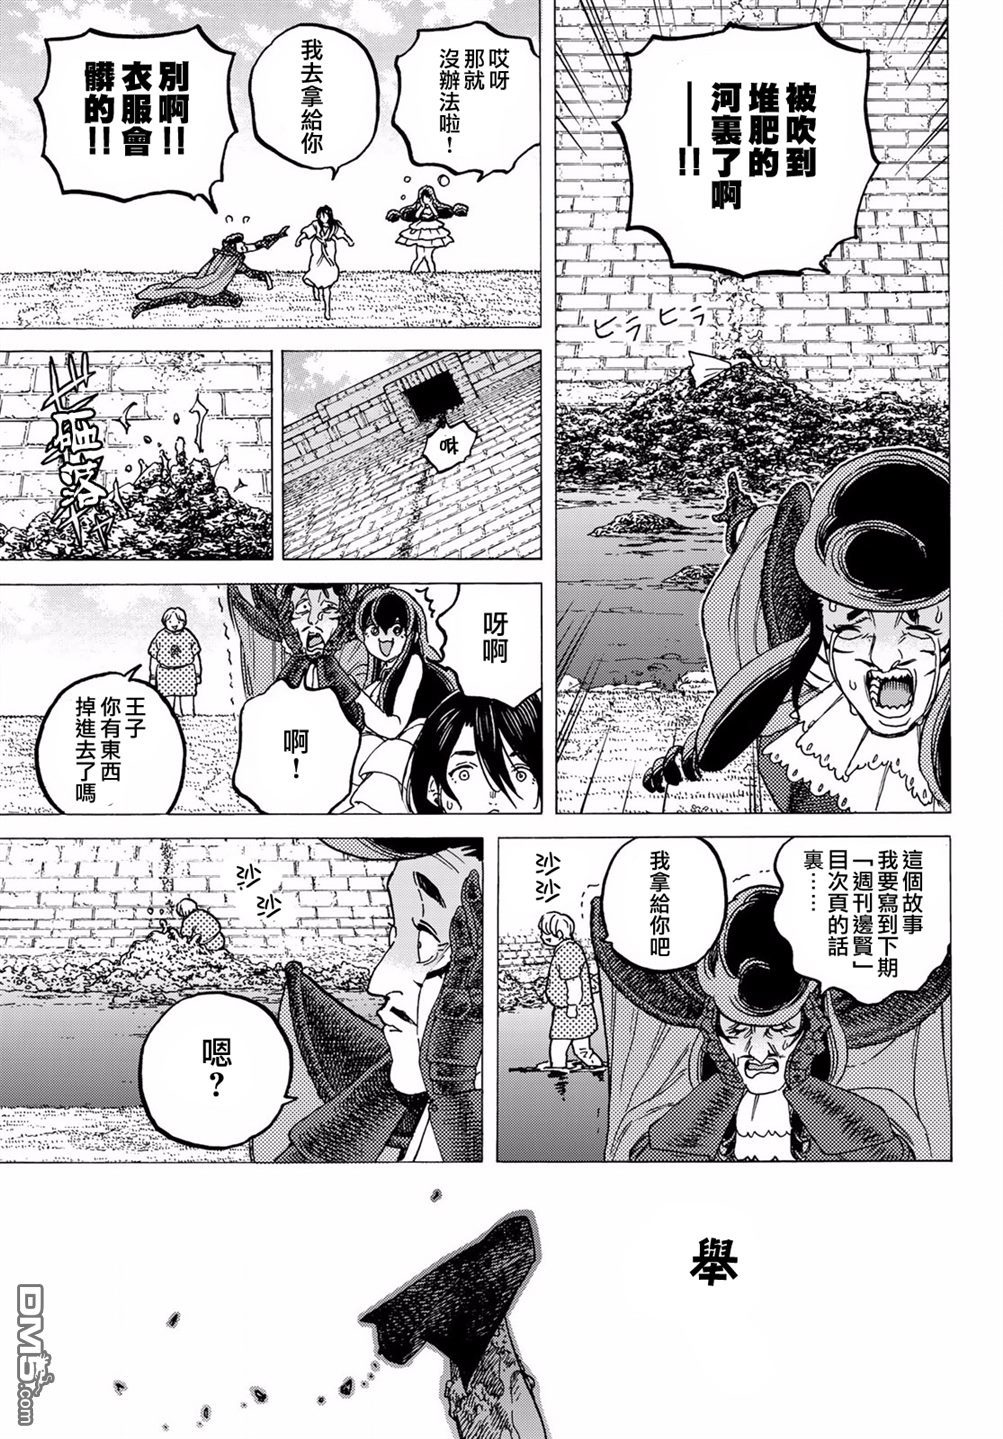 被吹到
堆肥的
河裏了啊
——!!
ヒラヒラ
哎呀
那就
沒辦法啦！
我去拿給你
別啊!!
衣服會
髒的!!
啾
碰落
呀啊
啊！
王子
你有東西
掉進去了嗎
這個故事
我要寫到下期
「週刊邊賢」
目次頁的話
裏……
我拿給你吧
沙沙
沙沙
嗯？
舉
DM5.com